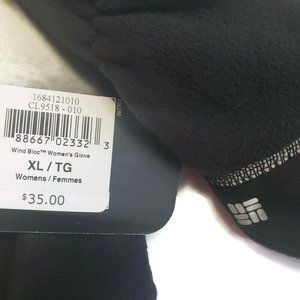 1684121010
CL9518 - 010
88667 02332 3
Wind Bloc™ Women's Glove
XL / TG
Womens / Femmes
$35.00